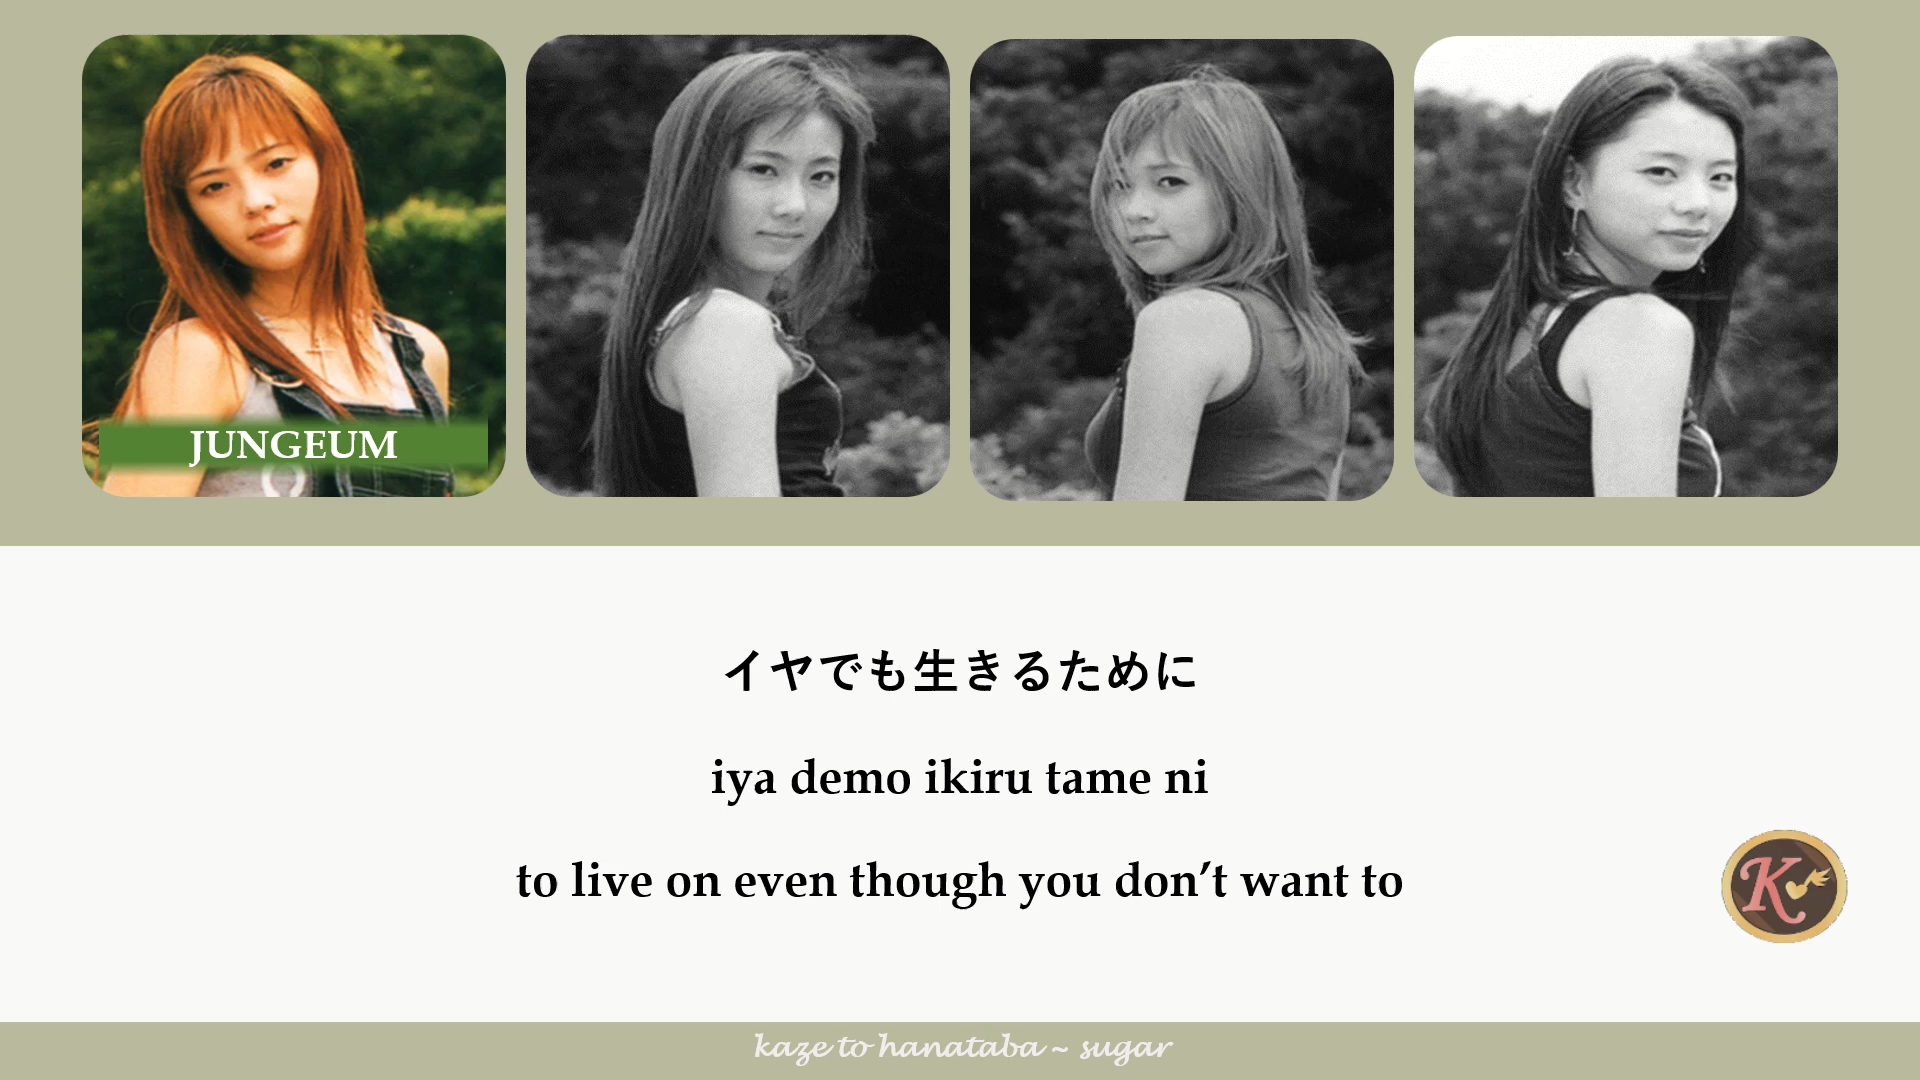 JUNGEUM
イヤでも生きるために
iya demo ikiru tame ni
to live on even though you don’t want to
K
kaze to hanataba ~ sugar